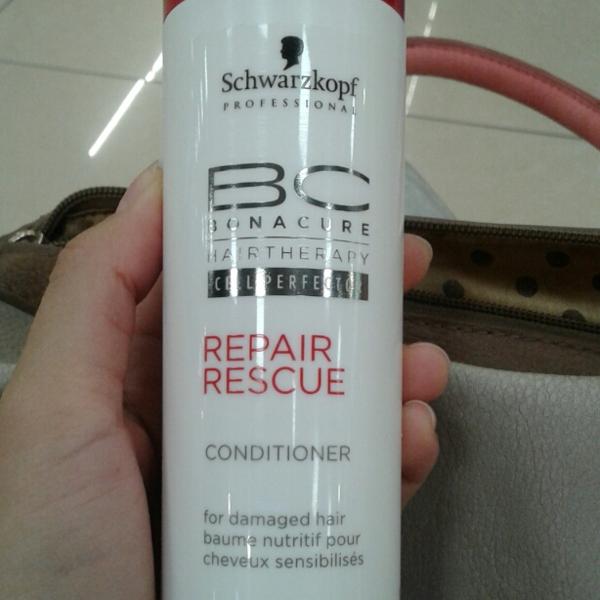 Schwarzkopf
PROFESSIONAL
BC
BONACURE
HAIRTHERAPY
CELL PERFECTOR
REPAIR
RESCUE
CONDITIONER
for damaged hair
baume nutritif pour
cheveux sensibilisés